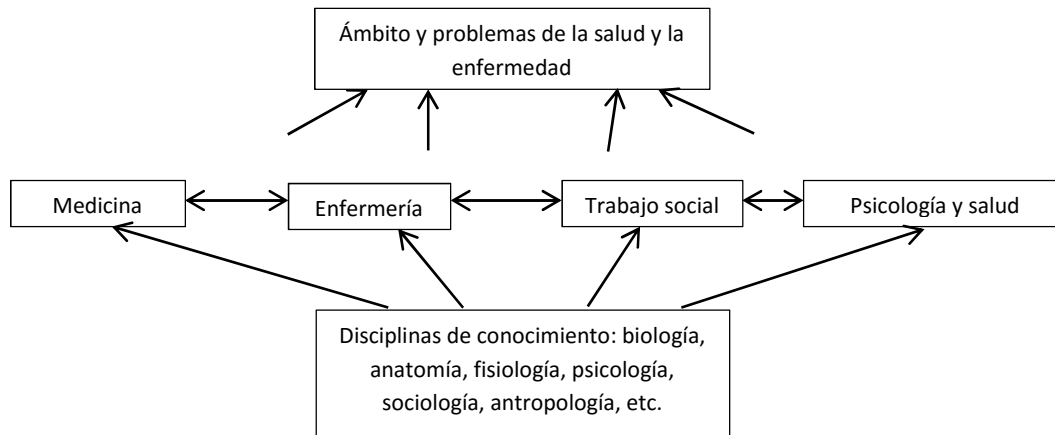 Ámbito y problemas de la salud y la
enfermedad
Medicina
Enfermería
Trabajo social
Psicología y salud
Disciplinas de conocimiento: biología,
anatomía, fisiología, psicología,
sociología, antropología, etc.